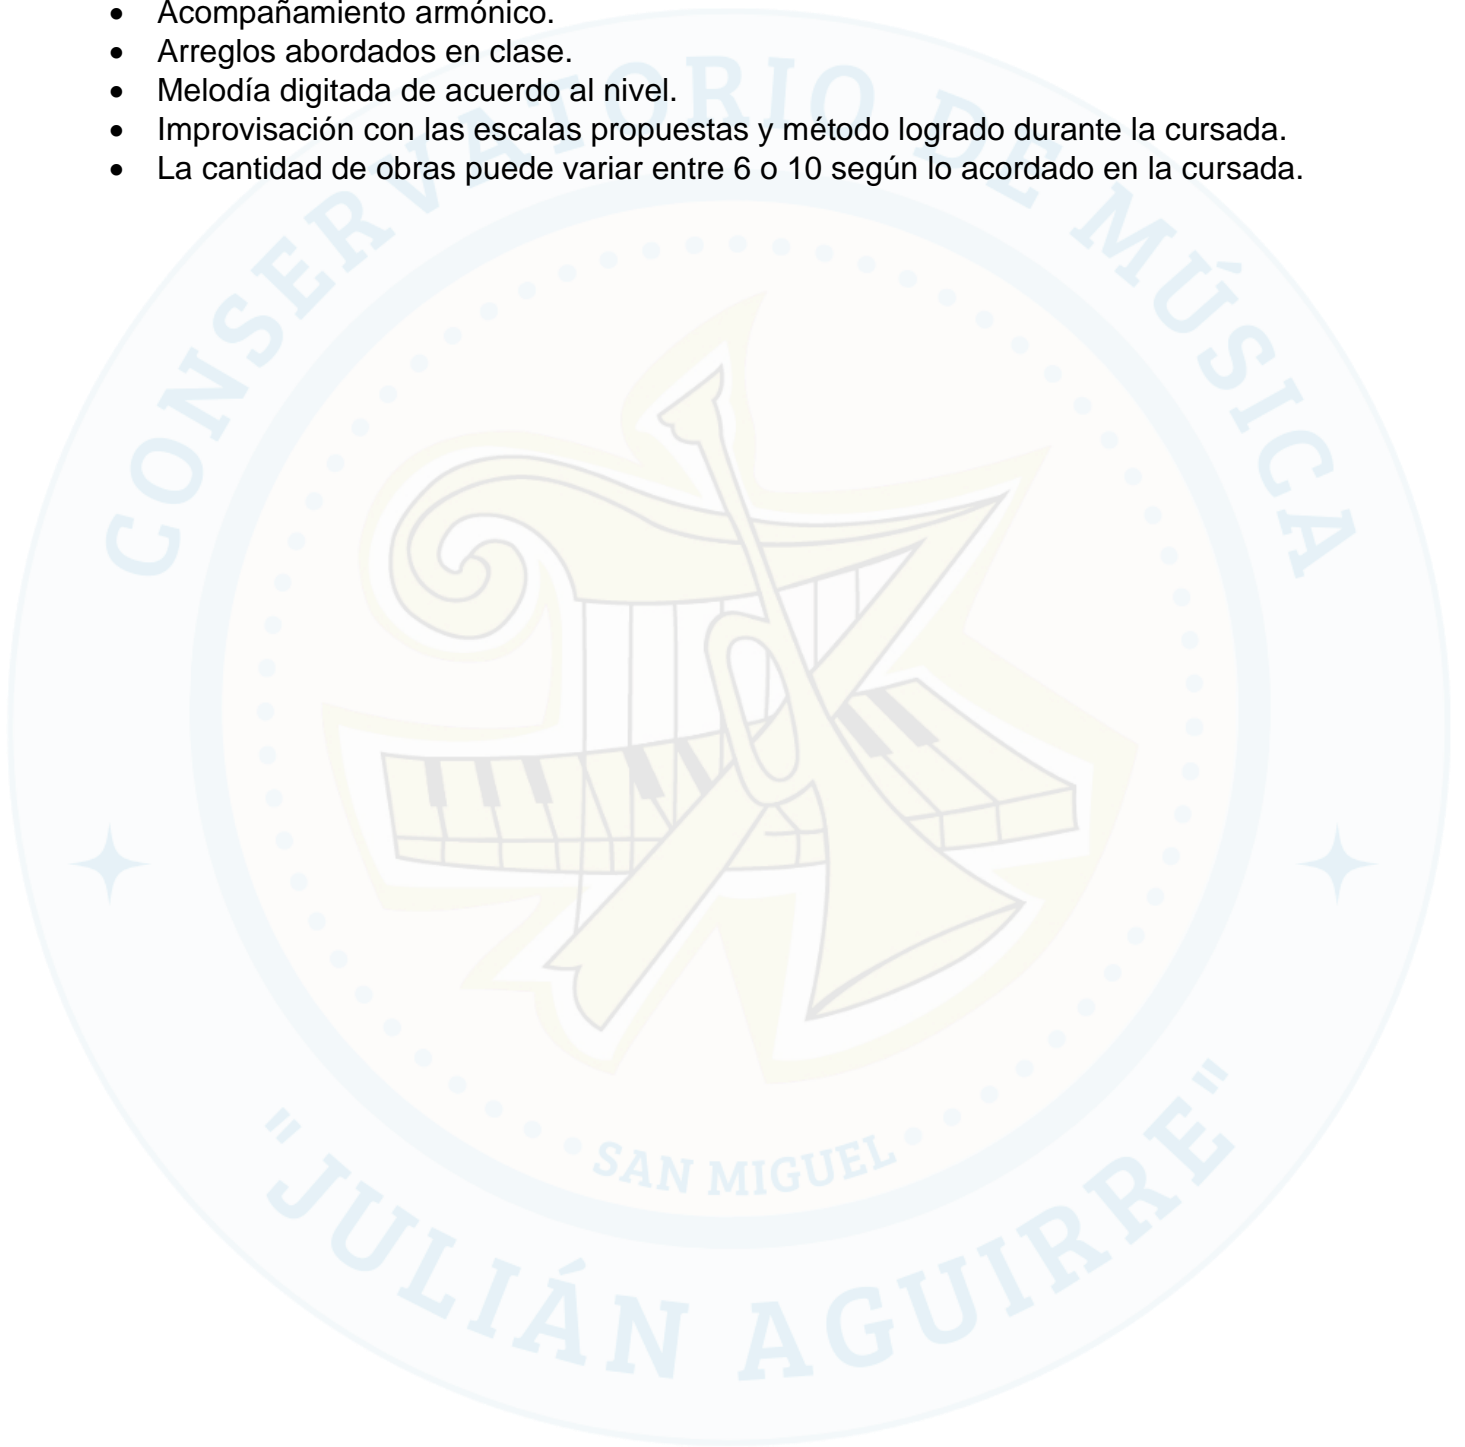 • Acompañamiento armónico.
• Arreglos abordados en clase.
• Melodía digitada de acuerdo al nivel.
• Improvisación con las escalas propuestas y método logrado durante la cursada.
• La cantidad de obras puede variar entre 6 o 10 según lo acordado en la cursada.
CONSERVATORIO DE MÚSICA
SAN MIGUEL
"JULIÁN AGUIRRE"